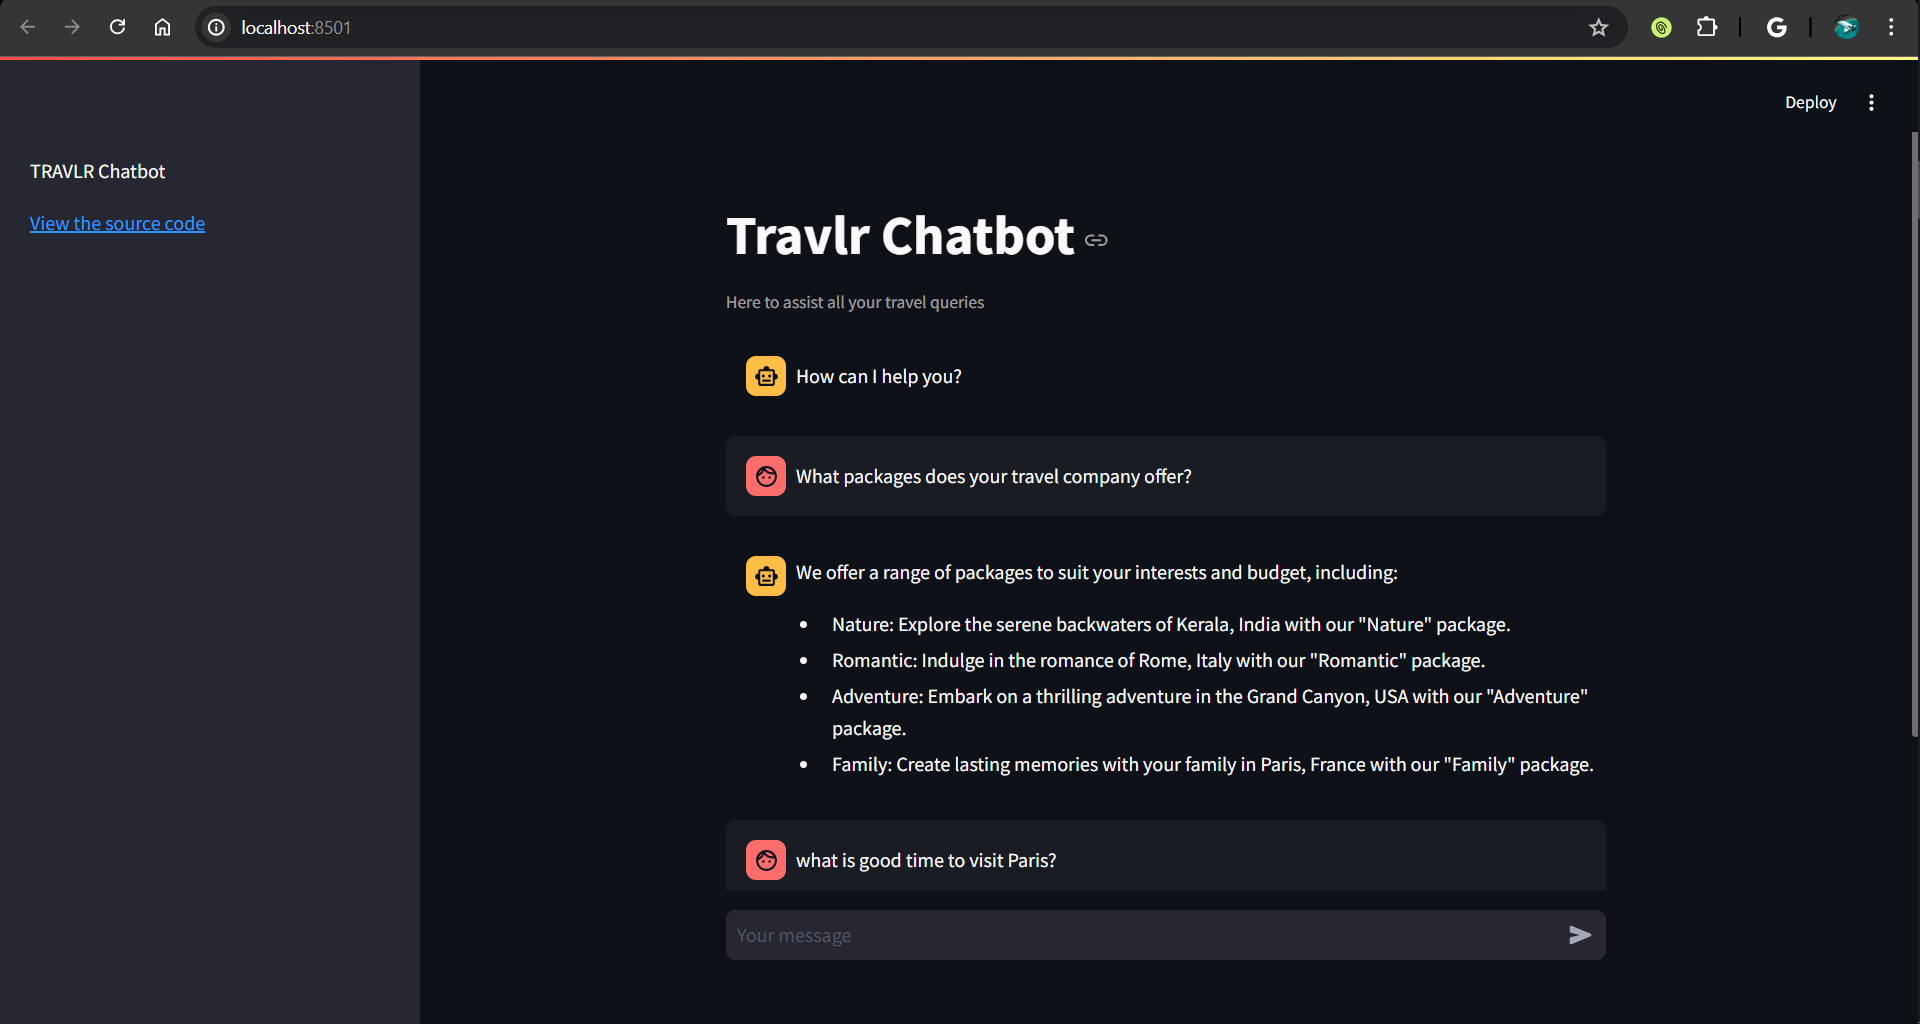 localhost:8501
Deploy
TRAVLR Chatbot
View the source code
Travlr Chatbot
Here to assist all your travel queries
How can I help you?
What packages does your travel company offer?
We offer a range of packages to suit your interests and budget, including:
• Nature: Explore the serene backwaters of Kerala, India with our "Nature" package.
• Romantic: Indulge in the romance of Rome, Italy with our "Romantic" package.
• Adventure: Embark on a thrilling adventure in the Grand Canyon, USA with our "Adventure"
package.
• Family: Create lasting memories with your family in Paris, France with our "Family" package.
what is good time to visit Paris?
Your message